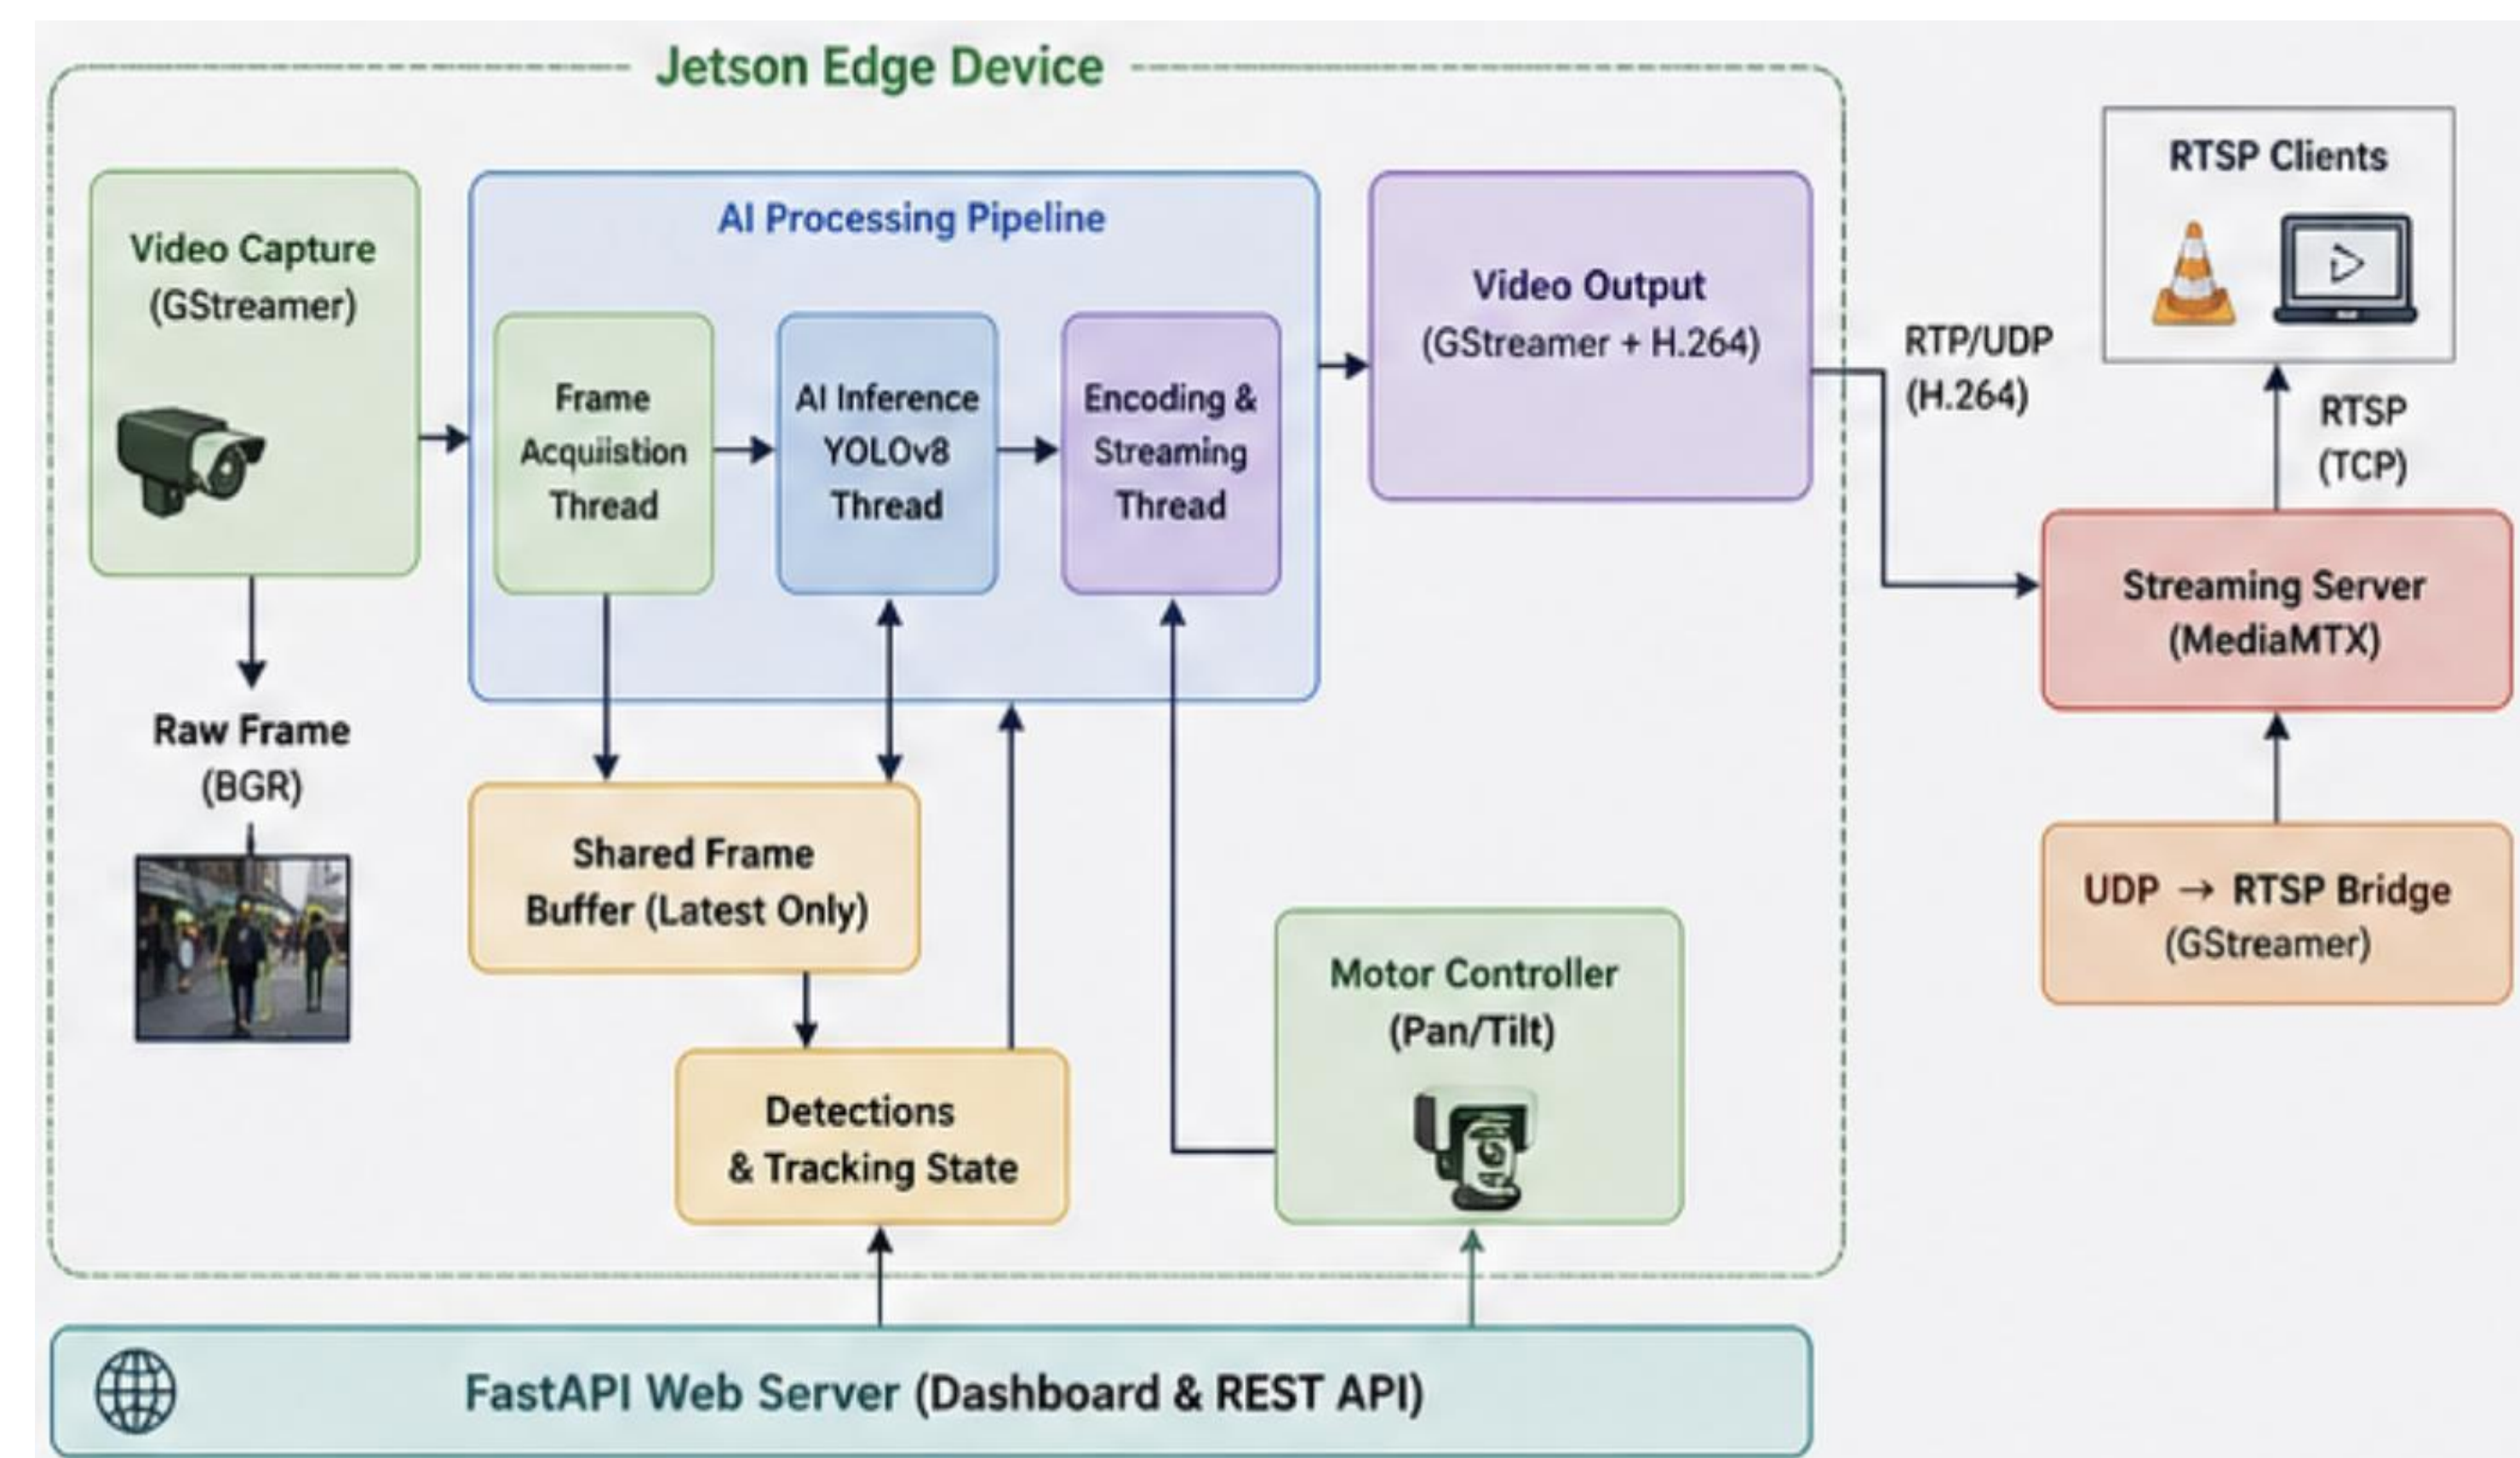 Jetson Edge Device
Video Capture
(GStreamer)
Raw Frame
(BGR)
AI Processing Pipeline
Frame
Acquiistion
Thread
AI Inference
YOLOv8
Thread
Encoding &
Streaming
Thread
Video Output
(GStreamer + H.264)
RTP/UDP
(H.264)
RTSP Clients
RTSP
(TCP)
Streaming Server
(MediaMTX)
UDP → RTSP Bridge
(GStreamer)
Shared Frame
Buffer (Latest Only)
Detections
& Tracking State
Motor Controller
(Pan/Tilt)
FastAPI Web Server (Dashboard & REST API)